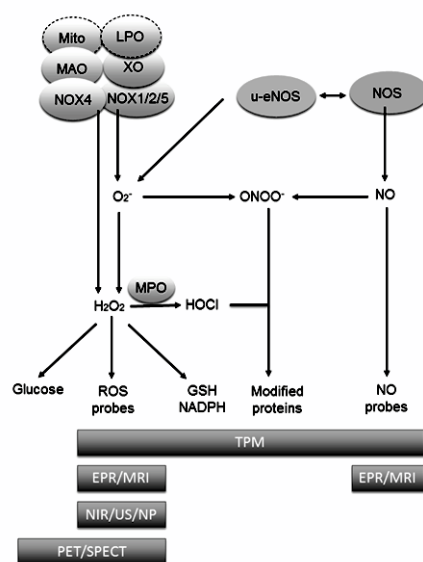 Mito LPO
MAO XO
NOX4 NOX1/2/5
u-eNOS NOS
O₂⁻ ONOO⁻ NO
MPO
H₂O₂ HOCl
Glucose ROS GSH Modified NO
probes NADPH proteins probes
TPM
EPR/MRI EPR/MRI
NIR/US/NP
PET/SPECT